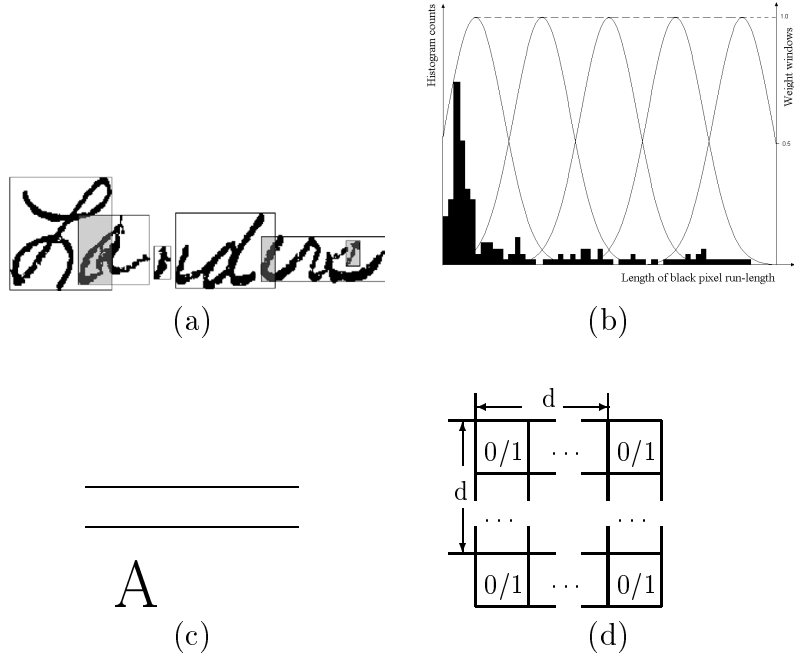 Histogram counts
Weight windows
1.0
0.5
Length of black pixel run-length
(a)
(b)
d
0/1 . . . 0/1
d
. . . . . .
0/1 . . . 0/1
A
(c)
(d)